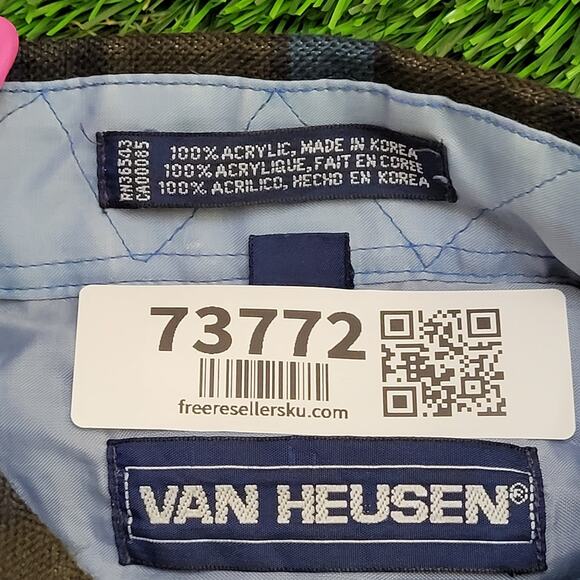 RN36543
CA00085
100% ACRYLIC, MADE IN KOREA
100% ACRYLIQUE, FAIT EN COREE
100% ACRILICO, HECHO EN KOREA
73772
freeresellersku.com
VAN HEUSEN®